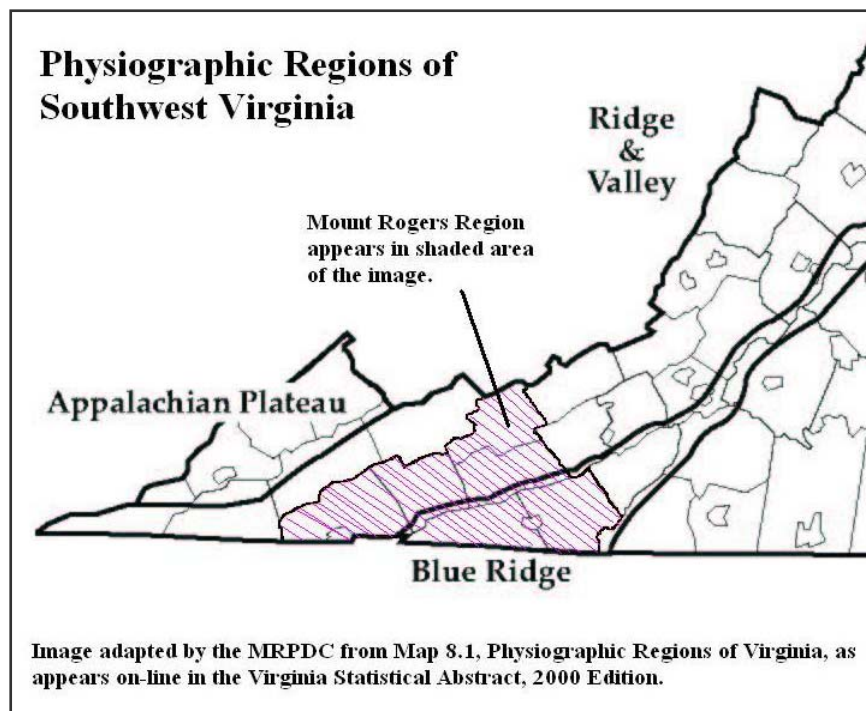 Physiographic Regions of
Southwest Virginia
Ridge
&
Valley
Mount Rogers Region
appears in shaded area
of the image.
Appalachian Plateau
Blue Ridge
Image adapted by the MRPDC from Map 8.1, Physiographic Regions of Virginia, as
appears on-line in the Virginia Statistical Abstract, 2000 Edition.